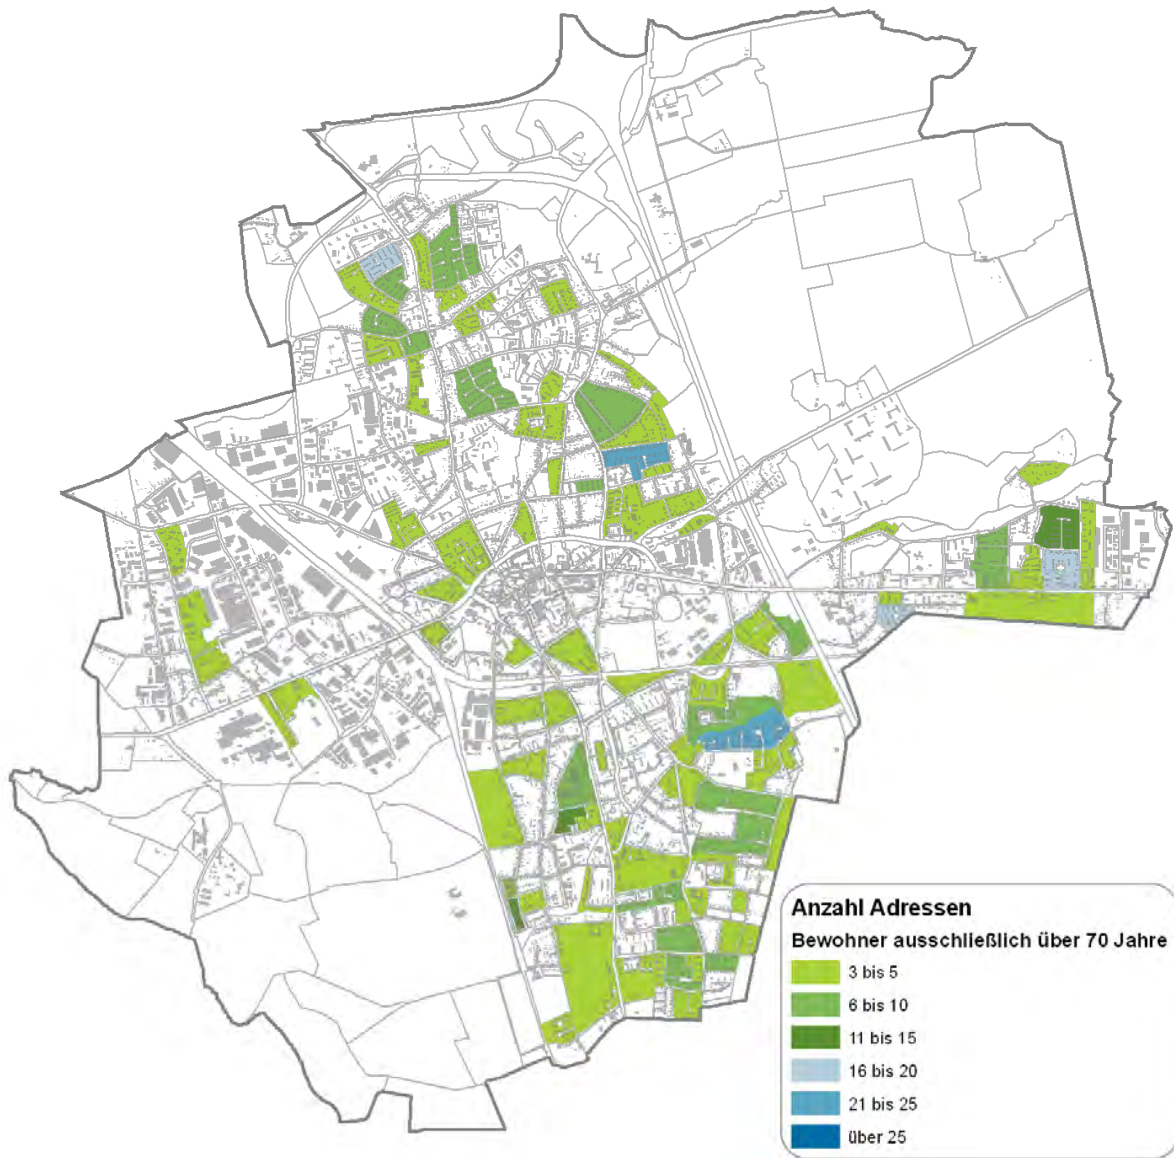 Anzahl Adressen
Bewohner ausschließlich über 70 Jahre
3 bis 5
6 bis 10
11 bis 15
16 bis 20
21 bis 25
über 25